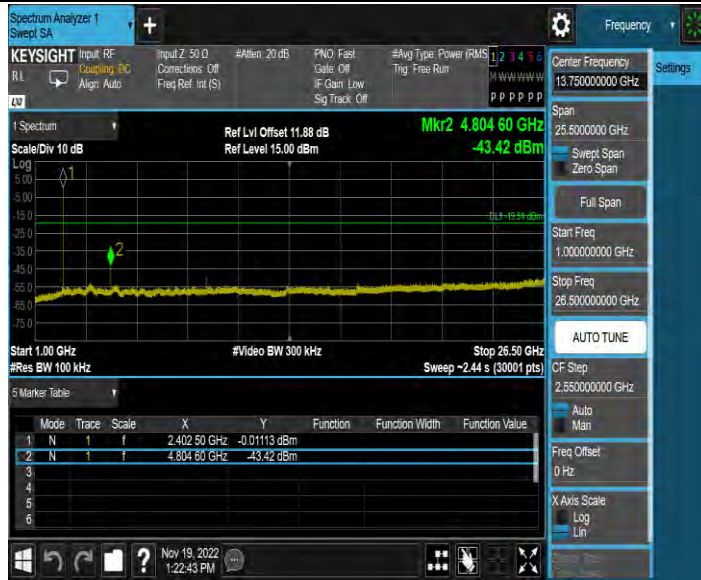 Spectrum Analyzer 1
Swept SA
+
Frequency
KEYSIGHT
Input: RF
Coupling: DC
Align: Auto
Input Z: 50 Ω
Corrections: Off
Freq Ref: Int (S)
#Atten: 20 dB
PNO: Fast
Gate: Off
IF Gain: Low
Sig Track: Off
#Avg Type: Power (RMS
Trig: Free Run
1 2 3 4 5 6
M W W W W W
P P P P P P
RL
LXI
Center Frequency
13.750000000 GHz
Settings
Span
25.5000000 GHz
Swept Span
Zero Span
Full Span
Start Freq
1.000000000 GHz
Stop Freq
26.500000000 GHz
AUTO TUNE
CF Step
2.550000000 GHz
Auto
Man
Freq Offset
0 Hz
X Axis Scale
Log
Lin
1 Spectrum
Scale/Div 10 dB
Ref Lvl Offset 11.88 dB
Ref Level 15.00 dBm
Mkr2 4.804 60 GHz
-43.42 dBm
Log
5.00
-5.00
-15.0
-25.0
-35.0
-45.0
-55.0
-65.0
-75.0
1
2
DL1 -19.51 dBm
Start 1.00 GHz
#Res BW 100 kHz
#Video BW 300 kHz
Stop 26.50 GHz
Sweep ~2.44 s (30001 pts)
5 Marker Table
Mode Trace Scale X Y Function Function Width Function Value
1 N 1 f 2.402 50 GHz -0.01113 dBm
2 N 1 f 4.804 60 GHz -43.42 dBm
3
4
5
6
?
Nov 19, 2022
1:22:43 PM